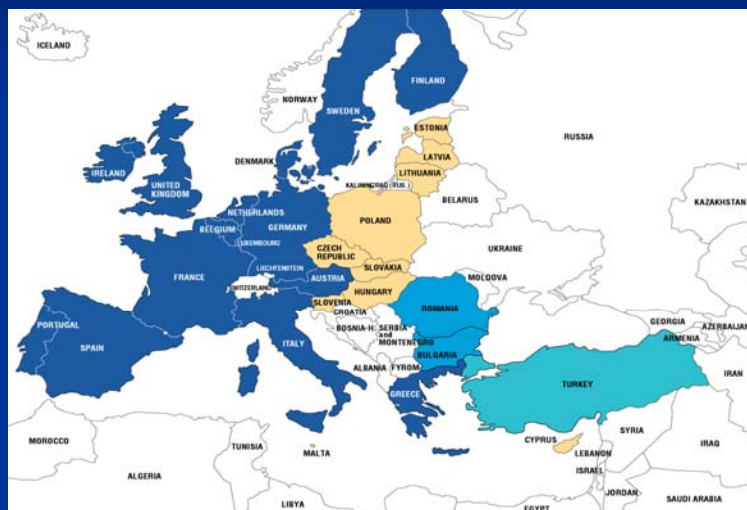 ICELAND
FINLAND
NORWAY
SWEDEN
RUSSIA
ESTONIA
LATVIA
DENMARK
LITHUANIA
KALININGRAD (RUS.)
IRELAND
UNITED
KINGDOM
BELARUS
KAZAKHSTAN
NETHERLANDS
POLAND
BELGIUM
GERMANY
LUXEMBOURG
CZECH
REPUBLIC
UKRAINE
SLOVAKIA
LIECHTENSTEIN
FRANCE
AUSTRIA
MOLDOVA
SWITZERLAND
HUNGARY
SLOVENIA
ROMANIA
CROATIA
GEORGIA
PORTUGAL
BOSNIA-H.
SERBIA
and
MONTENEGRO
AZERBAIJAN
ARMENIA
SPAIN
ITALY
BULGARIA
ALBANIA
FYROM
IRAN
TURKEY
GREECE
SYRIA
MOROCCO
TUNISIA
CYPRUS
IRAQ
MALTA
LEBANON
ALGERIA
ISRAEL
JORDAN
SAUDI ARABIA
LIBYA
EGYPT